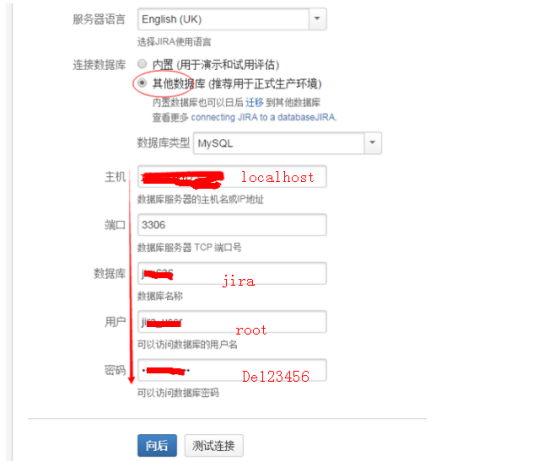 服务器语言 English (UK)
选择JIRA使用语言
连接数据库 内置 (用于演示和试用评估)
其他数据库 (推荐用于正式生产环境)
内置数据库也可以日后 迁移 到其他数据库
查看更多 connecting JIRA to a databaseJIRA.
数据库类型 MySQL
主机 localhost
数据库服务器的主机名或IP地址
端口 3306
数据库服务器 TCP 端口号
数据库 jira
数据库名称
用户 root
可以访问数据库的用户名
密码 De123456
可以访问数据库密码
向后 测试连接